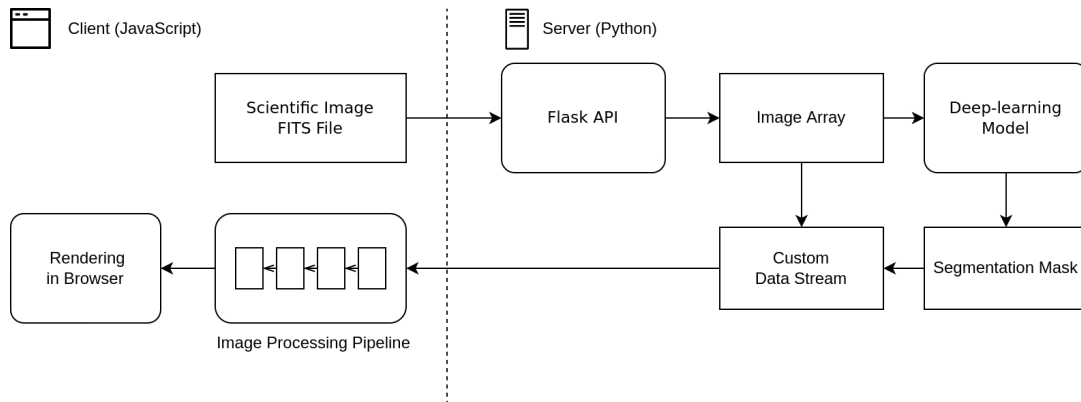 Client (JavaScript)
Server (Python)
Scientific Image
FITS File
Flask API
Image Array
Deep-learning
Model
Rendering
in Browser
Image Processing Pipeline
Custom
Data Stream
Segmentation Mask